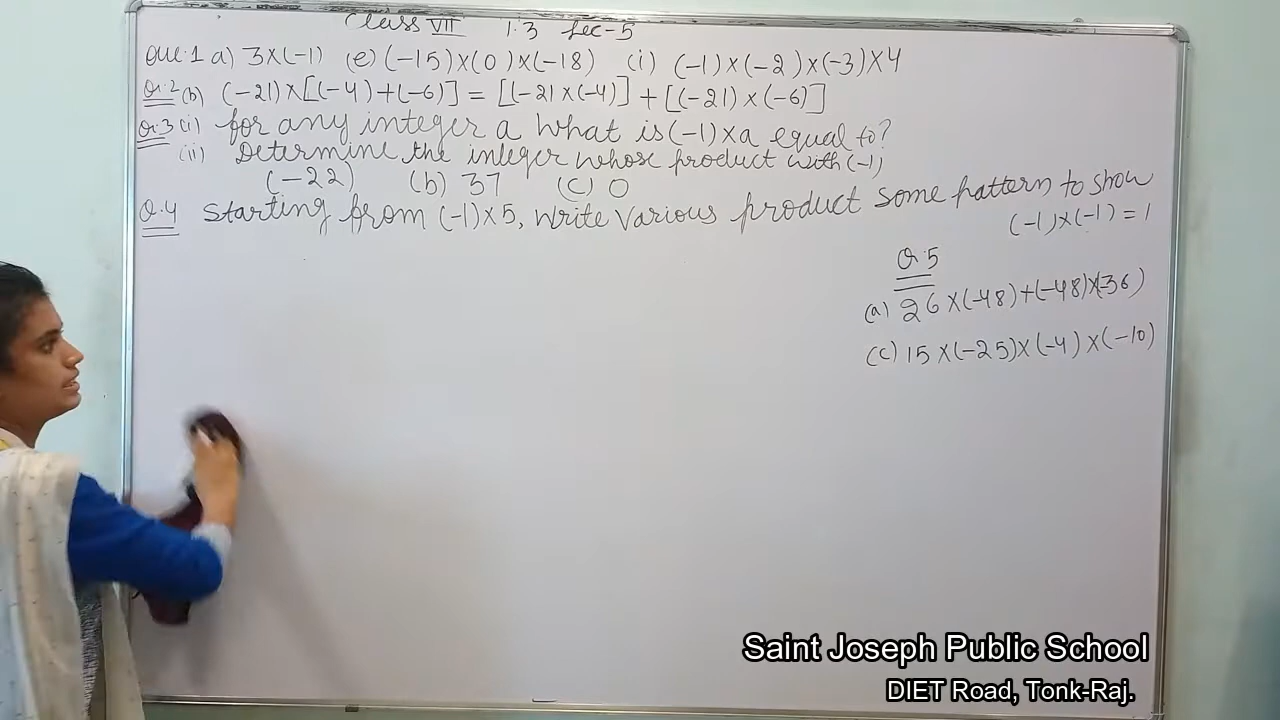 Class VII 1.3 Lec-5
Que.1 a) 3×(-1) (e) (-15)×(0)×(-18) (i) (-1)×(-2)×(-3)×4
Q.2 (b) (-21)×[(-4)+(-6)] = [(-21×(-4)] + [(-21)×(-6)]
Q.3 (i) for any integer a what is (-1)×a equal to?
(ii) Determine the integer whose product with (-1)
(-22) (b) 37 (C) 0
Q.4 Starting from (-1)×5, write various product some pattern to show
(-1)×(-1) = 1
Q.5
(a) 26×(-48)+(-48)×(-36)
(c) 15×(-25)×(-4)×(-10)
Saint Joseph Public School
DIET Road, Tonk-Raj.